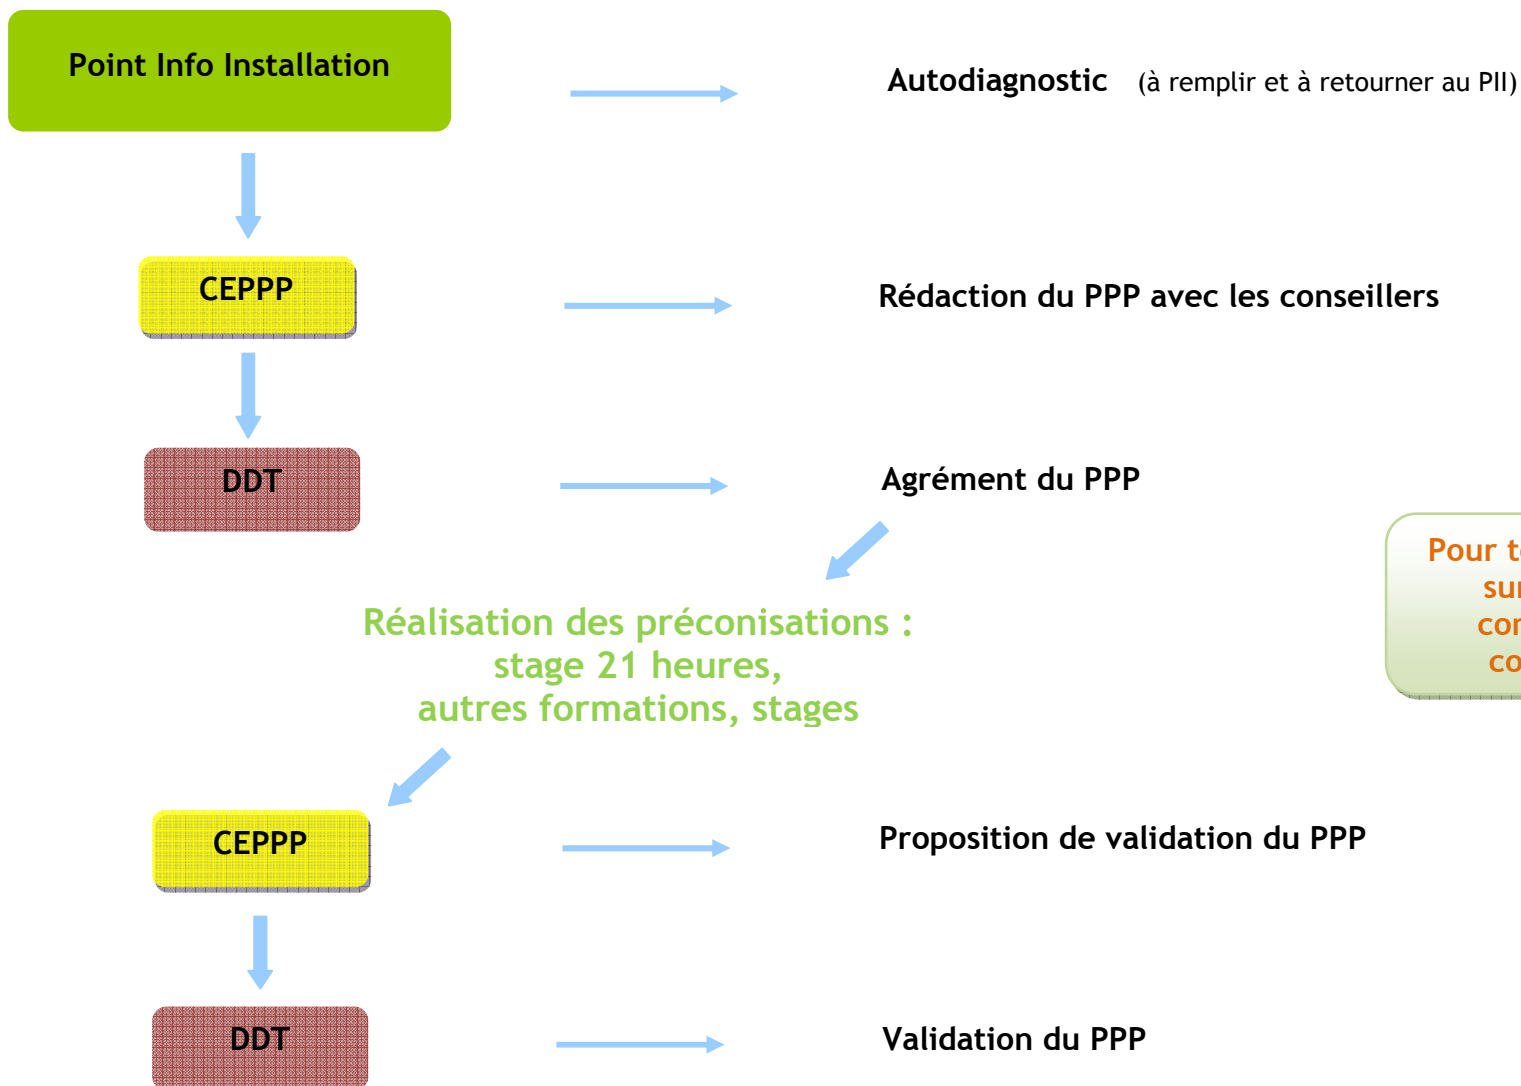 Point Info Installation
Autodiagnostic (à remplir et à retourner au PII)
CEPPP
Rédaction du PPP avec les conseillers
DDT
Agrément du PPP
Pour
sur
Réalisation des préconisations :
stage 21 heures,
autres formations, stages
CEPPP
Proposition de validation du PPP
DDT
Validation du PPP